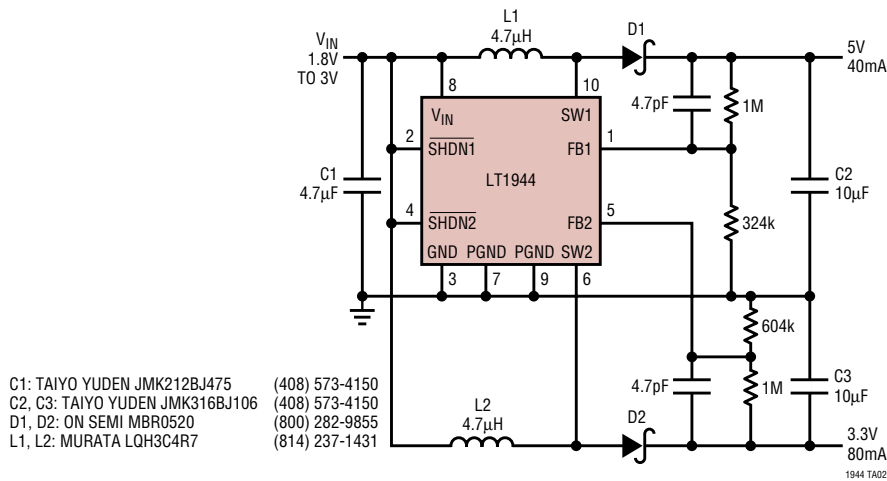 L1
4.7µH
D1
VIN
1.8V
TO 3V
5V
40mA
8
10
4.7pF
1M
VIN
SW1
2
SHDN1
FB1
1
C1
4.7µF
LT1944
C2
10µF
4
SHDN2
FB2
5
324k
GND PGND PGND SW2
3
7
9
6
604k
4.7pF
1M
C3
10µF
L2
4.7µH
D2
3.3V
80mA
C1: TAIYO YUDEN JMK212BJ475 (408) 573-4150
C2, C3: TAIYO YUDEN JMK316BJ106 (408) 573-4150
D1, D2: ON SEMI MBR0520 (800) 282-9855
L1, L2: MURATA LQH3C4R7 (814) 237-1431
1944 TA02